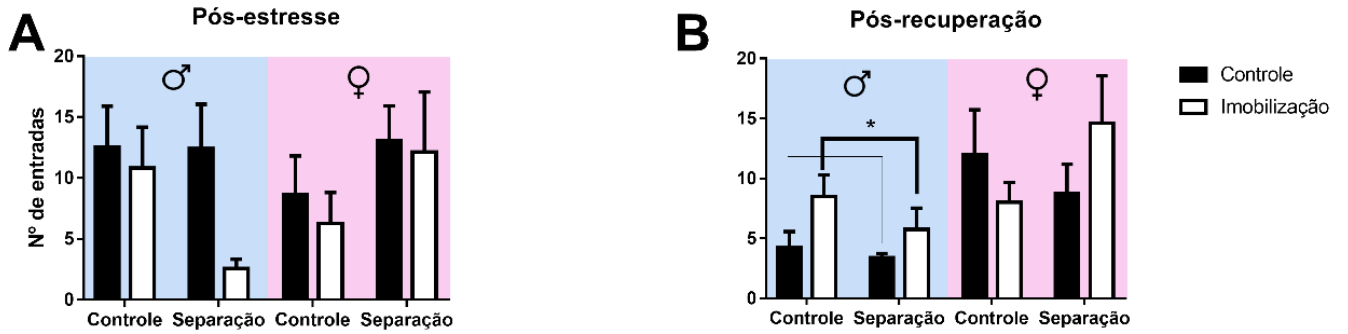 A
Pós-estresse
Nº de entradas
20
15
10
5
0
♂
♀
Controle Separação Controle Separação
B
Pós-recuperação
20
15
10
5
0
♂
♀
*
Controle Separação Controle Separação
Controle
Imobilização